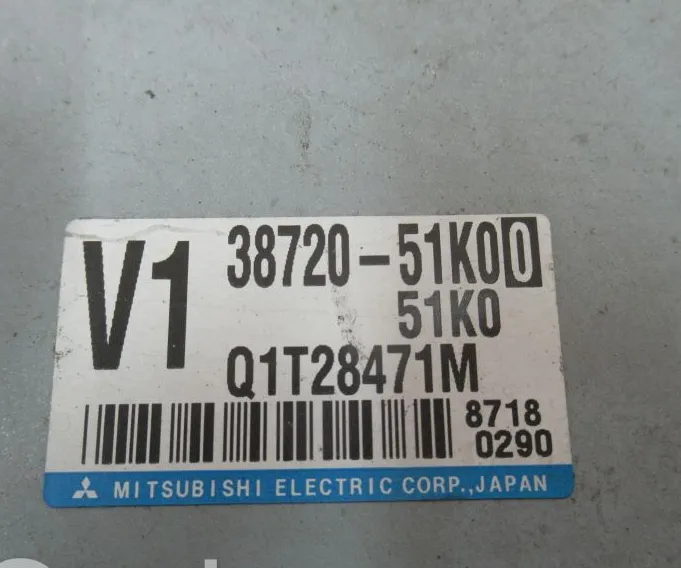 V1
38720-51K00
51K0
Q1T28471M
8718
0290
MITSUBISHI ELECTRIC CORP.,JAPAN